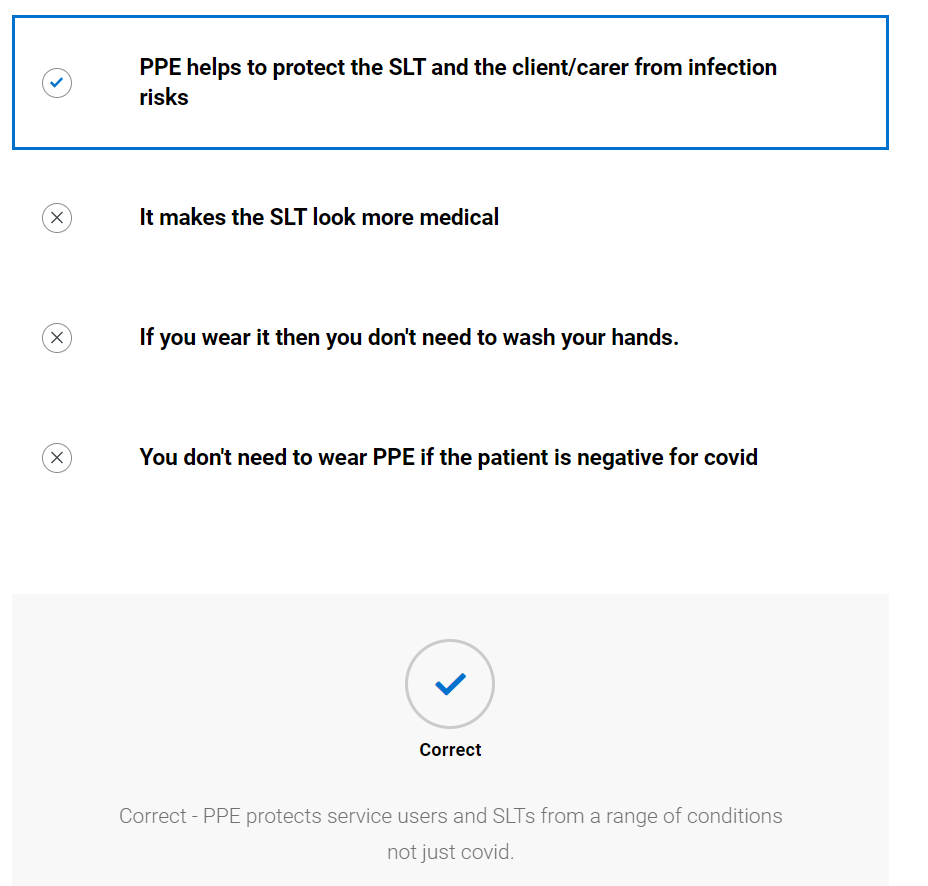 PPE helps to protect the SLT and the client/carer from infection
risks
It makes the SLT look more medical
If you wear it then you don't need to wash your hands.
You don't need to wear PPE if the patient is negative for covid
Correct
Correct - PPE protects service users and SLTs from a range of conditions
not just covid.